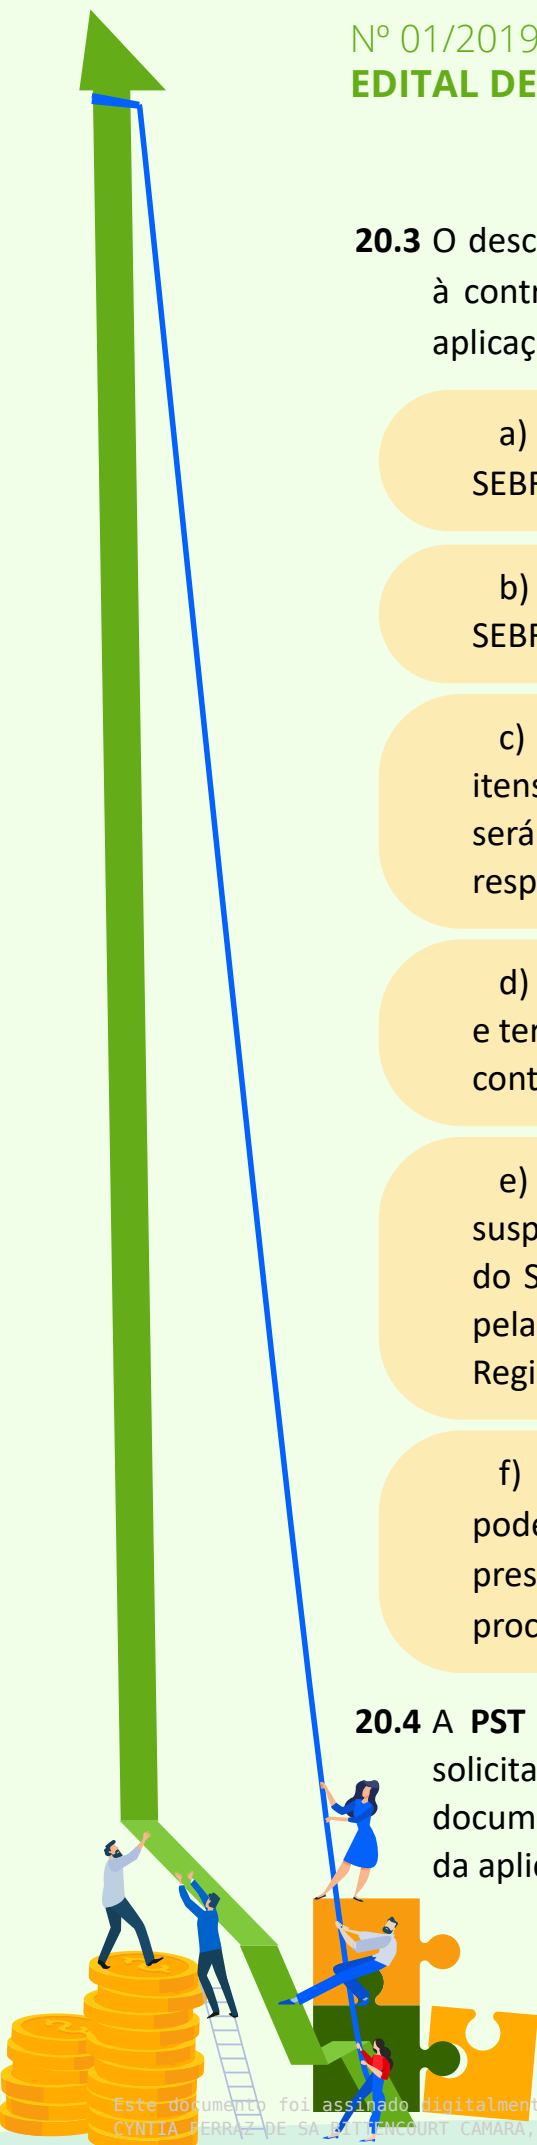 Nº 01/2019
EDITAL DE
20.3 O desc
à contr
aplicaç
a)
SEBR
b)
SEBR
c)
itens
será
resp
d)
e ter
cont
e)
susp
do S
pela
Regi
f)
pode
pres
proc
20.4 A PST
solicita
docum
da aplic
Este documento foi assinado digitalment
CYNTIA FERRAZ DE SA BITTENCOURT CAMARA,